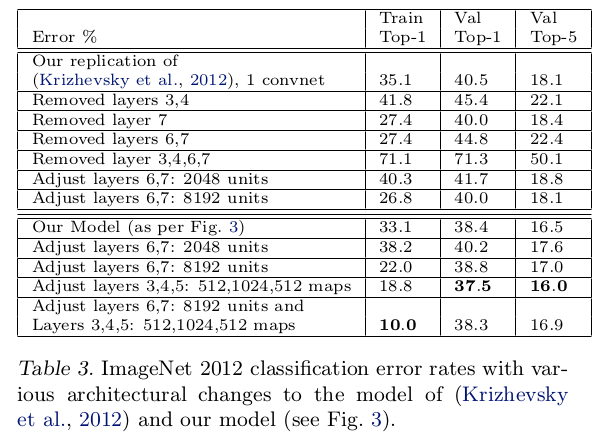 Error % Train Top-1 Val Top-1 Val Top-5
Our replication of
(Krizhevsky et al., 2012), 1 convnet 35.1 40.5 18.1
Removed layers 3,4 41.8 45.4 22.1
Removed layer 7 27.4 40.0 18.4
Removed layers 6,7 27.4 44.8 22.4
Removed layer 3,4,6,7 71.1 71.3 50.1
Adjust layers 6,7: 2048 units 40.3 41.7 18.8
Adjust layers 6,7: 8192 units 26.8 40.0 18.1
Our Model (as per Fig. 3) 33.1 38.4 16.5
Adjust layers 6,7: 2048 units 38.2 40.2 17.6
Adjust layers 6,7: 8192 units 22.0 38.8 17.0
Adjust layers 3,4,5: 512,1024,512 maps 18.8 37.5 16.0
Adjust layers 6,7: 8192 units and
Layers 3,4,5: 512,1024,512 maps 10.0 38.3 16.9
Table 3. ImageNet 2012 classification error rates with var-
ious architectural changes to the model of (Krizhevsky
et al., 2012) and our model (see Fig. 3).